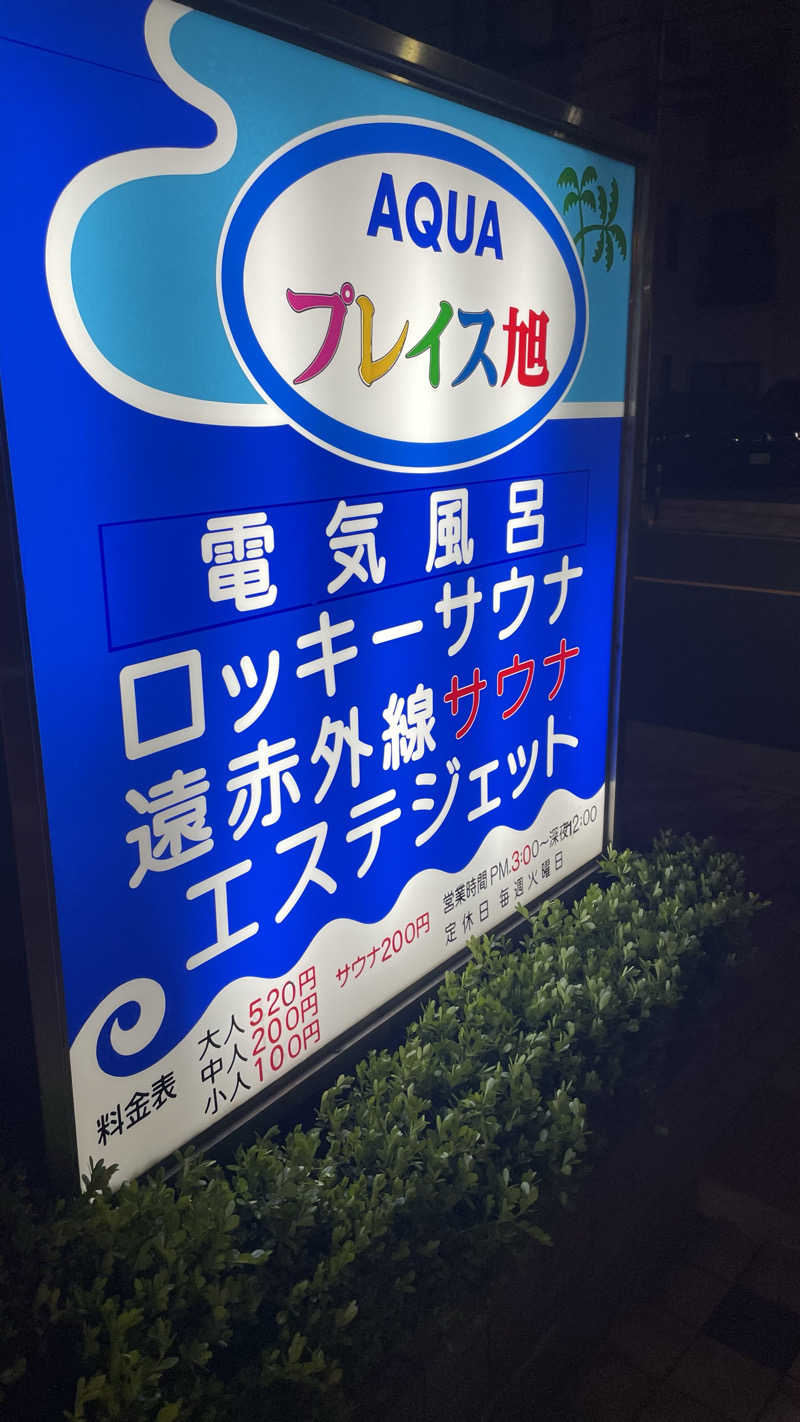 AQUA
プレイス旭
電気風呂
ロッキーサウナ
遠赤外線サウナ
エステジェット
営業時間 PM.3:00～深夜12:00
定休日 毎週火曜日
サウナ200円
料金表
大人520円
中人200円
小人100円